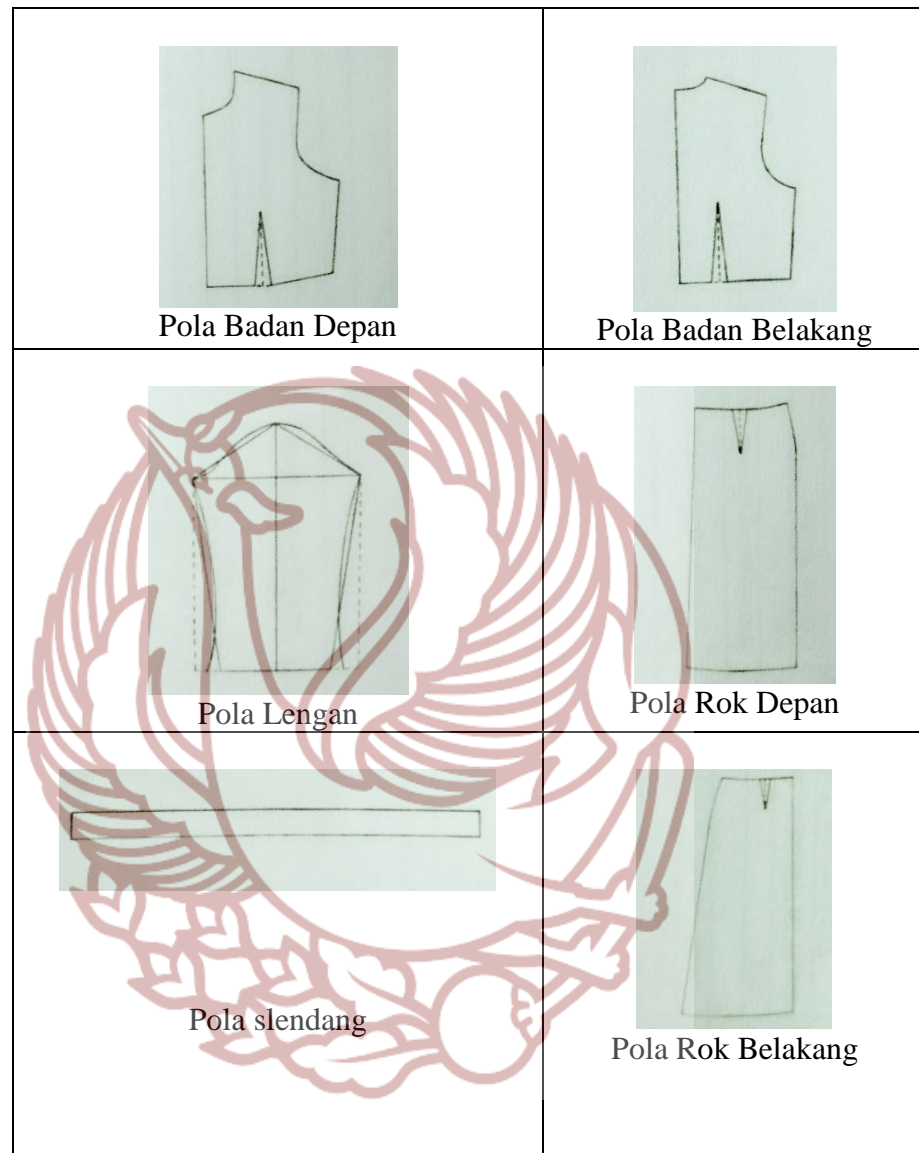 Pola Badan Depan
Pola Badan Belakang
Pola Lengan
Pola Rok Depan
Pola slendang
Pola Rok Belakang